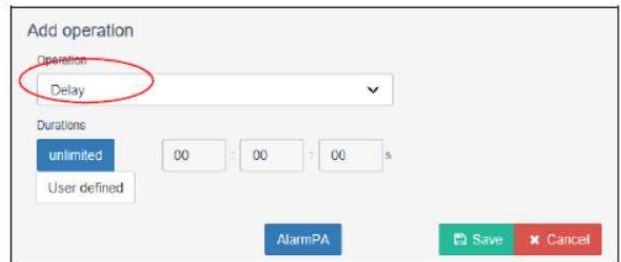 Add operation
Operation
Delay
Durations
unlimited 00 : 00 : 00 s
User defined
AlarmPA Save Cancel